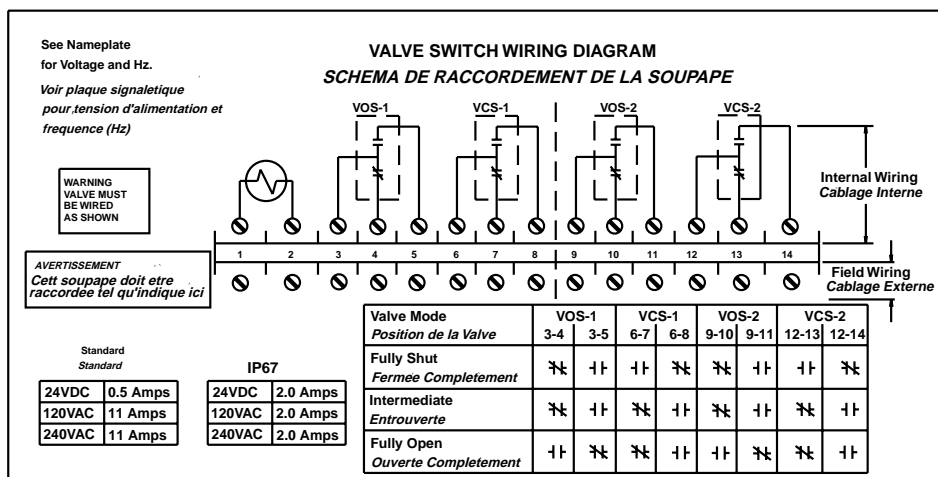 See Nameplate
for Voltage and Hz.
Voir plaque signaletique
pour tension d'alimentation et
frequence (Hz)
VALVE SWITCH WIRING DIAGRAM
SCHEMA DE RACCORDEMENT DE LA SOUPAPE
VOS-1 VCS-1 VOS-2 VCS-2
WARNING
VALVE MUST
BE WIRED
AS SHOWN
Internal Wiring
Cablage Interne
1 2 3 4 5 6 7 8 9 10 11 12 13 14
AVERTISSEMENT
Cett soupape doit etre
raccordee tel qu'indique ici
Field Wiring
Cablage Externe
Valve Mode VOS-1 VCS-1 VOS-2 VCS-2
Position de la Valve 3-4 3-5 6-7 6-8 9-10 9-11 12-13 12-14
Fully Shut
Fermee Completement
Intermediate
Entrouverte
Fully Open
Ouverte Completement
Standard
Standard
24VDC 0.5 Amps
120VAC 11 Amps
240VAC 11 Amps
IP67
24VDC 2.0 Amps
120VAC 2.0 Amps
240VAC 2.0 Amps